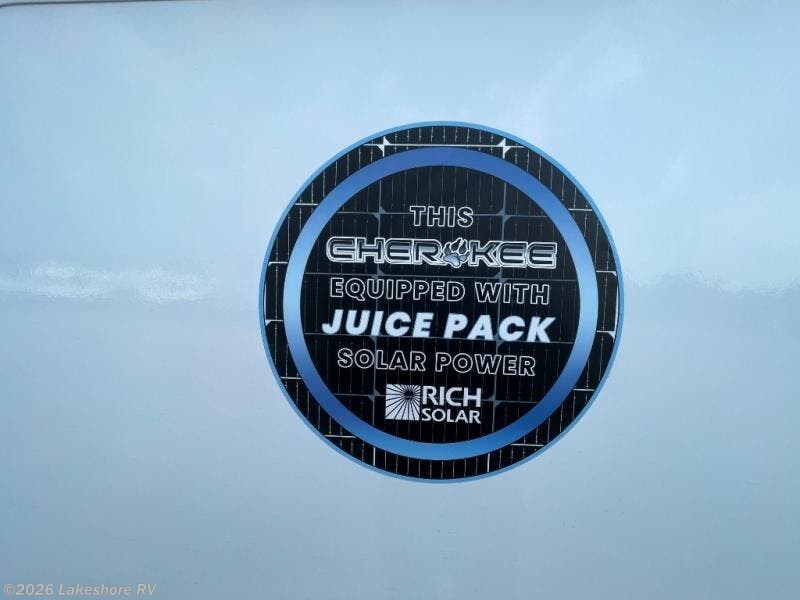 THIS
CHEROKEE
EQUIPPED WITH
JUICE PACK
SOLAR POWER
RICH
SOLAR
©2026 Lakeshore RV